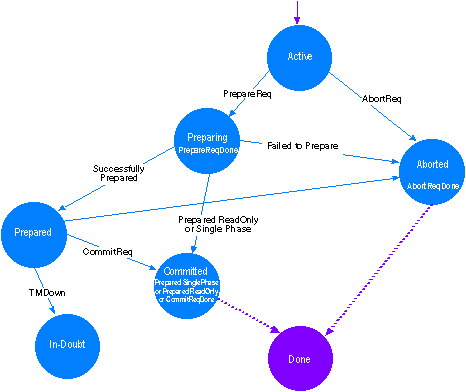 Active
PrepareReq
AbortReq
Preparing
PrepareReqDone
Failed to Prepare
Aborted
AbortReqDone
Successfully
Prepared
Prepared ReadOnly
or Single Phase
Prepared
CommitReq
Committed
Prepared SinglePhase
or PreparedReadOnly
or CommitReqDone
TMDown
In-Doubt
Done